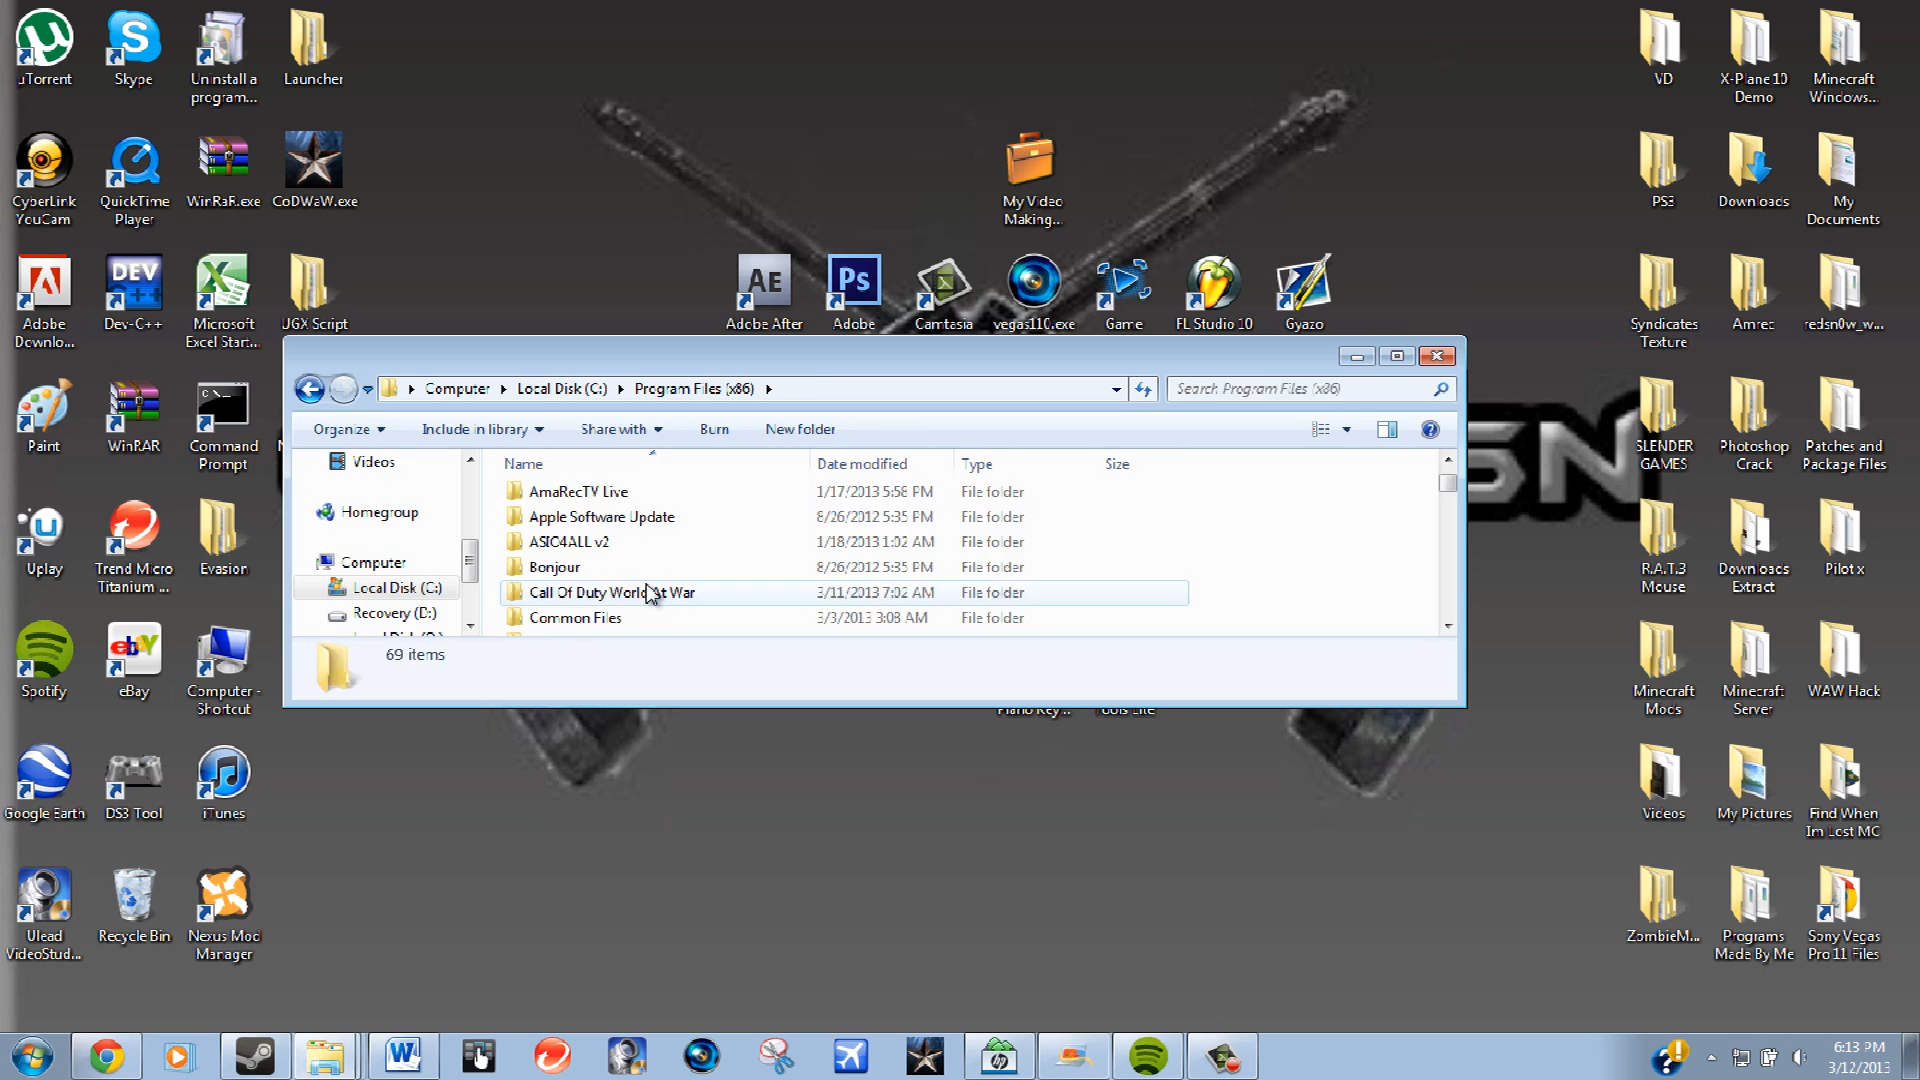 µTorrent
Skype
Uninstall a
program...
Launcher
VD
X-Plane 10
Demo
Minecraft
Windows...
CyberLink
YouCam
QuickTime
Player
WinRaR.exe
CoDWaW.exe
My Video
Making...
PS3
Downloads
My
Documents
Adobe
Downlo...
DEV
C++
Dev-C++
Microsoft
Excel Start...
UGX Script
AE
Adobe After
Ps
Adobe
Camtasia
vegas110.exe
Game
FL Studio 10
Gyazo
Syndicates
Texture
Amrec
redsn0w_w...
Computer
Local Disk (C:)
Program Files (x86)
Search Program Files (x86)
Organize
Include in library
Share with
Burn
New folder
Paint
WinRAR
Command
Prompt
SLENDER
GAMES
Photoshop
Crack
Patches and
Package Files
SN
Videos
Homegroup
Computer
Local Disk (C:)
Recovery (D:)
Name
Date modified
Type
Size
AmaRecTV Live
1/17/2013 5:58 PM
File folder
Apple Software Update
8/26/2012 5:35 PM
File folder
ASIO4ALL v2
1/18/2013 1:02 AM
File folder
Bonjour
8/26/2012 5:35 PM
File folder
Call Of Duty World At War
3/11/2013 7:02 AM
File folder
Common Files
3/3/2013 3:08 AM
File folder
69 items
Uplay
Trend Micro
Titanium ...
Evasion
R.A.T.3
Mouse
Downloads
Extract
Pilot x
Spotify
ebY
eBay
Computer -
Shortcut
Minecraft
Mods
Minecraft
Server
WAW Hack
Google Earth
DS3 Tool
iTunes
Videos
My Pictures
Find When
Im Lost MC
Ulead
VideoStud...
Recycle Bin
Nexus Mod
Manager
ZombieM...
Programs
Made By Me
Sony Vegas
Pro 11 Files
W
hp
6:13 PM
3/12/2013